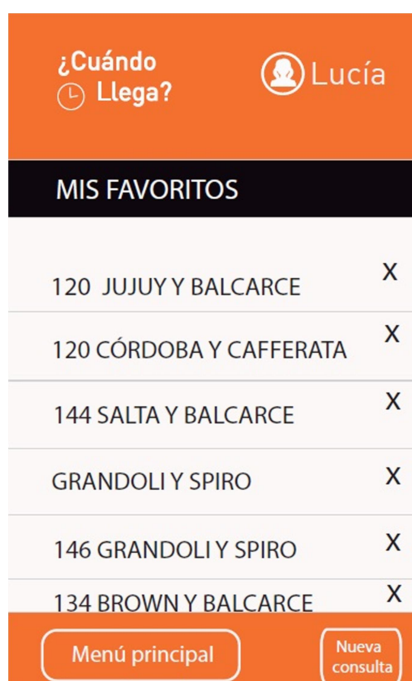 ¿Cuándo
Llega?
Lucía
MIS FAVORITOS
120 JUJUY Y BALCARCE X
120 CÓRDOBA Y CAFFERATA X
144 SALTA Y BALCARCE X
GRANDOLI Y SPIRO X
146 GRANDOLI Y SPIRO X
134 BROWN Y BALCARCE X
Menú principal
Nueva
consulta